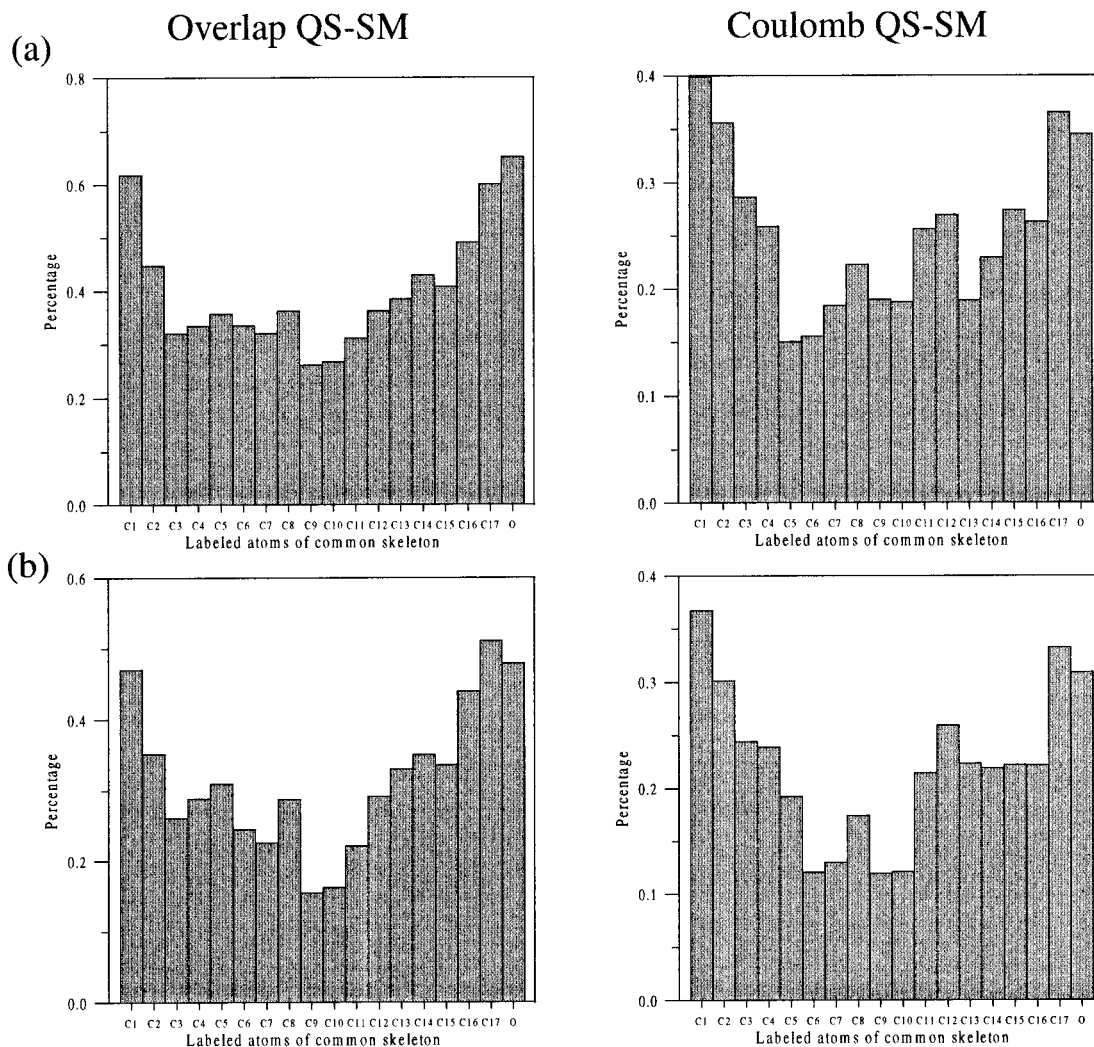 Overlap QS-SM
Coulomb QS-SM
(a)
0.8
0.6
0.4
0.2
0.0
Percentage
C1 C2 C3 C4 C5 C6 C7 C8 C9 C10 C11 C12 C13 C14 C15 C16 C17 O
Labeled atoms of common skeleton
0.4
0.3
0.2
0.1
0.0
Percentage
C1 C2 C3 C4 C5 C6 C7 C8 C9 C10 C11 C12 C13 C14 C15 C16 C17 O
Labeled atoms of common skeleton
(b)
0.6
0.4
0.2
0.0
Percentage
C1 C2 C3 C4 C5 C6 C7 C8 C9 C10 C11 C12 C13 C14 C15 C16 C17 O
Labeled atoms of common skeleton
0.4
0.3
0.2
0.1
0.0
Percentage
C1 C2 C3 C4 C5 C6 C7 C8 C9 C10 C11 C12 C13 C14 C15 C16 C17 O
Labeled atoms of common skeleton